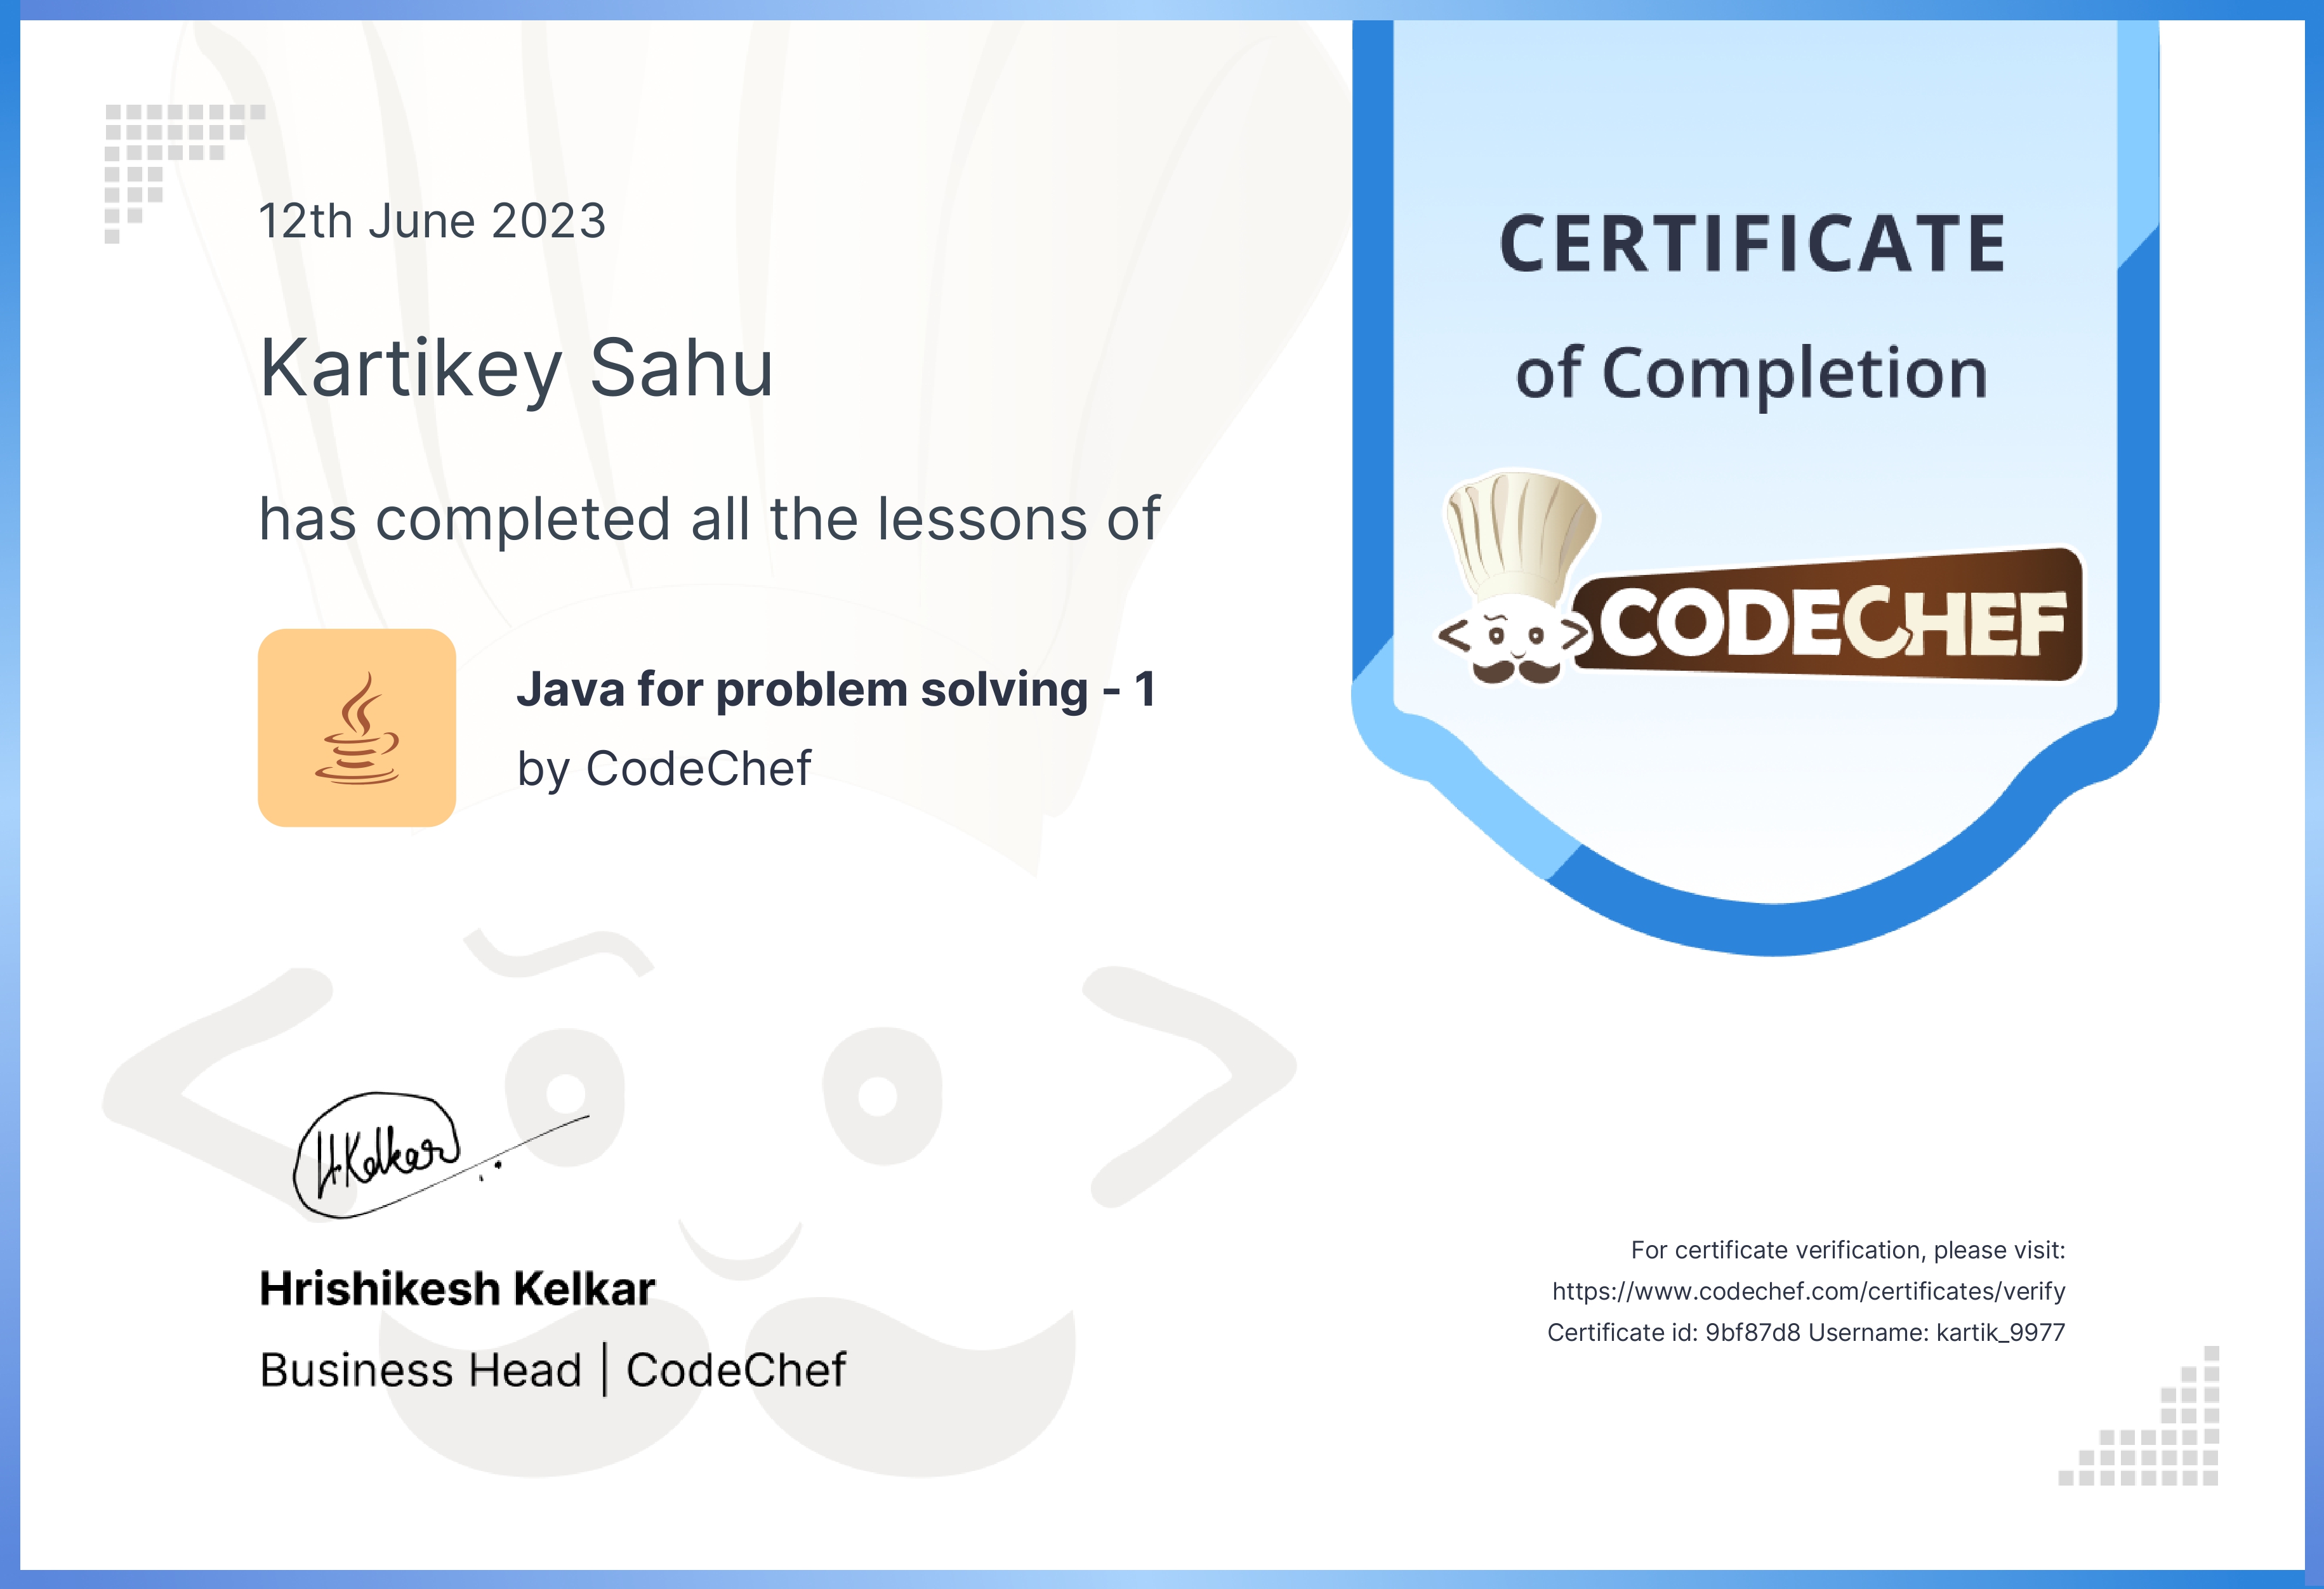 12th June 2023
Kartikey Sahu
has completed all the lessons of
Java for problem solving - 1
by CodeChef
CERTIFICATE
of Completion
CODECHEF
H.Kelkar
Hrishikesh Kelkar
Business Head | CodeChef
For certificate verification, please visit:
https://www.codechef.com/certificates/verify
Certificate id: 9bf87d8 Username: kartik_9977